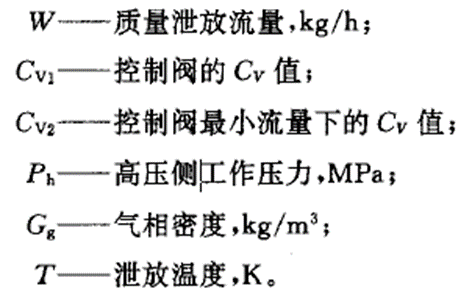 W——质量泄放流量,kg/h;
C_{V1}——控制阀的 C_V 值;
C_{V2}——控制阀最小流量下的 C_V 值;
P_h——高压侧工作压力,MPa;
G_g——气相密度,kg/m³;
T——泄放温度,K。